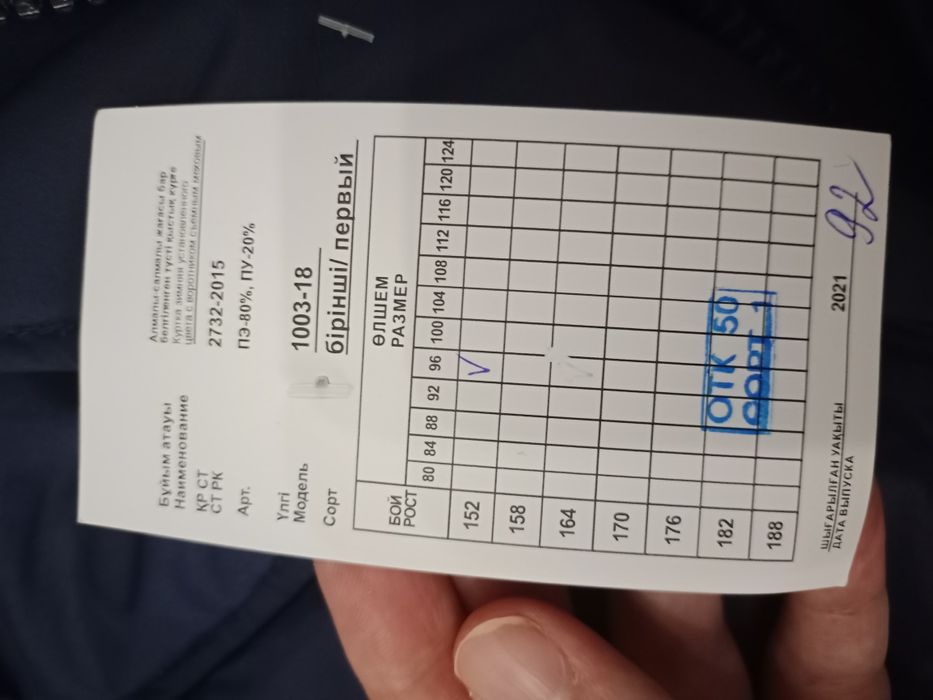 Бұйым атауы Алмалы-салмалы жағасы бар
белгіленген түсті қыстық күрте
Наименование Куртка зимняя установленного
цвета с воротником съемным меховым
ҚР СТ
СТ РК 2732-2015
Арт. ПЭ-80%, ПУ-20%
Үлгі
Модель 1003-18
Сорт бірінші/ первый
БОЙ
РОСТ
ӨЛШЕМ
РАЗМЕР
80 84 88 92 96 100 104 108 112 116 120 124
152 V
158
164
170
176
182
188
ОТК 50
СОРТ 1
ШЫҒАРЫЛҒАН УАҚЫТЫ
ДАТА ВЫПУСКА 2021 92